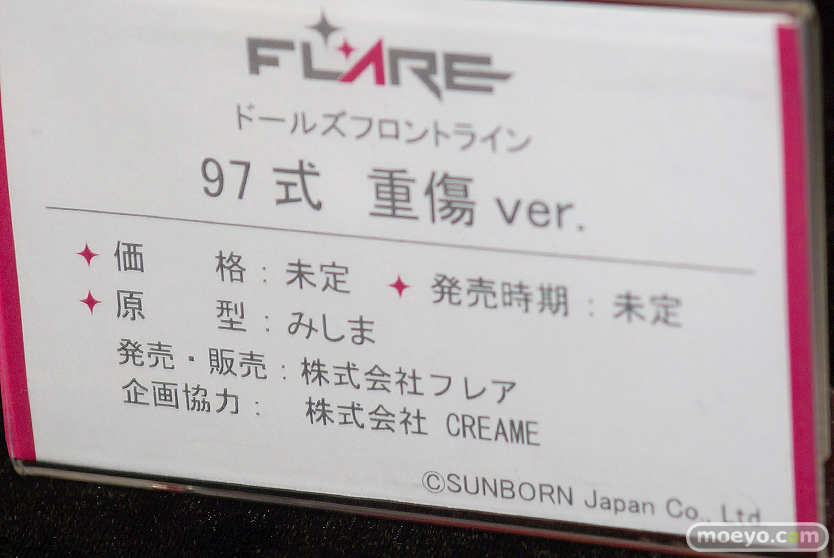 FLARE
ドールズフロントライン
97 式 重傷 ver.
価 格：未定 発売時期：未定
原 型：みしま
発売・販売：株式会社フレア
企画協力： 株式会社 CREAME
©SUNBORN Japan Co., Ltd
moeyo.com